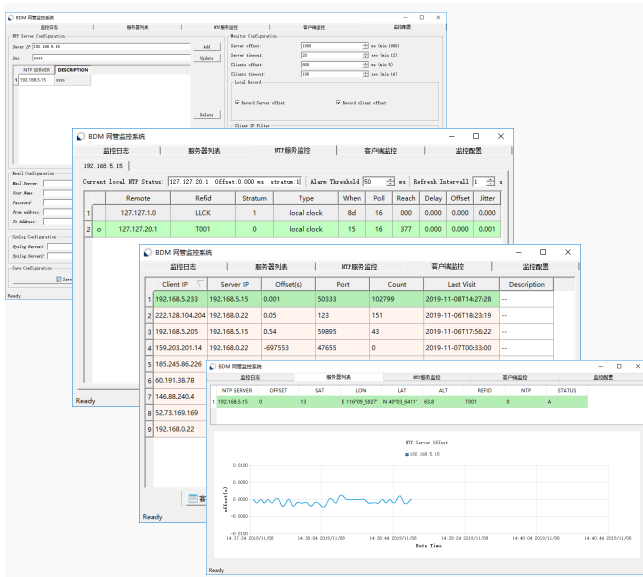 BDM 网管监控系统
监控日志 服务器列表 NTP服务监控 客户端监控 监控配置
NTP Server Configuration
Sever IP 192.168.5.15 Add
Des ssss Update
NTP SERVER DESCRIPTION
1 192.168.5.15 ssss
Delete
Monitor Configuration
Server offset: 1000 ms (min 1000)
Server timeout: 20 sec (min 12)
Clients offset: 800 ms (min 5)
Clients timeout: 100 sec (min 16)
Local Record
Record Server offset Record client offset
Client IP Filter
Email Configuration
Mail Server:
User Name:
Password:
From address:
To Address:
Syslog Configuration
Syslog Server1:
Syslog Server2:
Save Configuration
Ready
BDM 网管监控系统
监控日志 服务器列表 NTP服务监控 客户端监控 监控配置
192.168.5.15
Current local NTP Status: 127.127.20.1 Offset:0.000 ms stratum:1 Alarm Threshold 50 ms Refresh Intervall 1 s
Remote Refid Stratum Type When Poll Reach Delay Offset Jitter
1 127.127.1.0 LLCK 1 local clock 8d 16 000 0.000 0.000 0.000
2 o 127.127.20.1 T001 0 local clock 15 16 377 0.000 0.000 0.001
Ready
BDM 网管监控系统
监控日志 服务器列表 NTP服务监控 客户端监控 监控配置
Client IP Server IP Offset(s) Port Count Last Visit Description
1 192.168.5.233 192.168.5.15 0.001 50333 102799 2019-11-08T14:27:28 --
2 222.128.104.204 192.168.0.22 0.05 123 151 2019-11-06T18:23:19 --
3 192.168.5.205 192.168.5.15 0.54 59895 43 2019-11-06T17:56:22 --
4 159.203.201.14 192.168.0.22 -697553 47655 0 2019-11-07T00:33:00 --
5 185.245.86.226
6 60.191.38.78
7 146.88.240.4
8 52.73.169.169
9 192.168.0.22
客
Ready
BDM 网管监控系统
监控日志 服务器列表 NTP服务监控 客户端监控 监控配置
NTP SERVER OFFSET SAT LON LAT ALT REFID NTP STATUS
1 192.168.5.15 0 13 E 116°09_5927' N 40°03_6411' 63.8 T001 0 A
NTP Server Offset
192.168.5.15
offset(s)
0.0100
0.0050
0.0000
-0.0050
-0.0100
14:37:24 2019/11/08 14:38:04 2019/11/08 14:38:44 2019/11/08 14:39:24 2019/11/08 14:40:04 2019/11/08 14:40:44 2019/11/08
Date Time
Ready